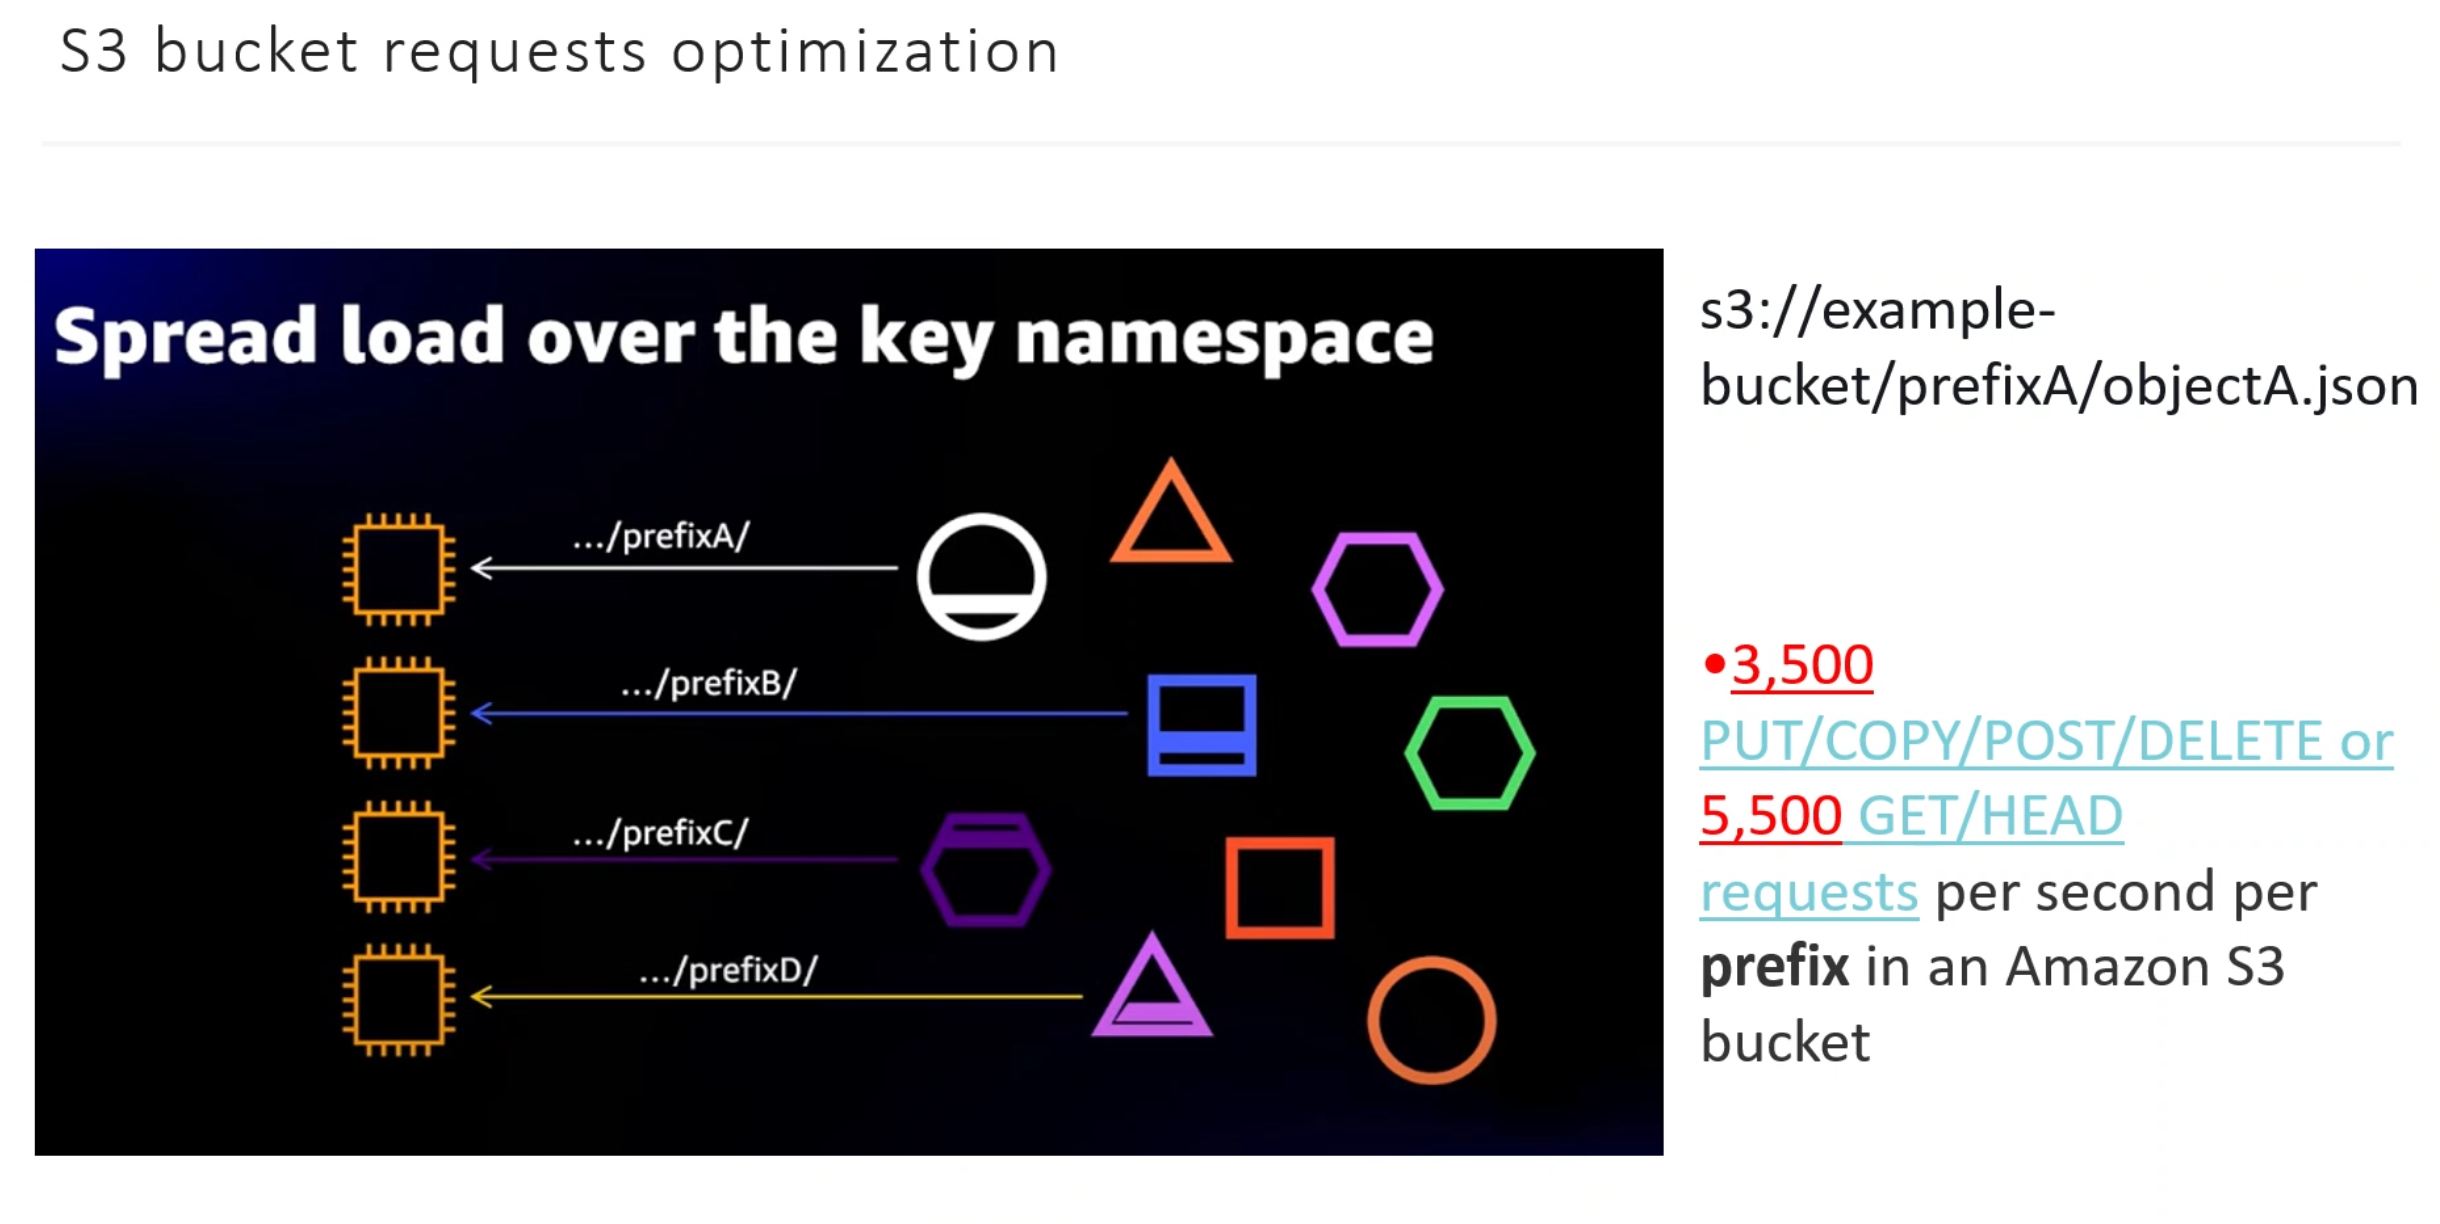 S3 bucket requests optimization
Spread load over the key namespace
.../prefixA/
.../prefixB/
.../prefixC/
.../prefixD/
s3://example-
bucket/prefixA/objectA.json
•3,500
PUT/COPY/POST/DELETE or
5,500 GET/HEAD
requests per second per
prefix in an Amazon S3
bucket